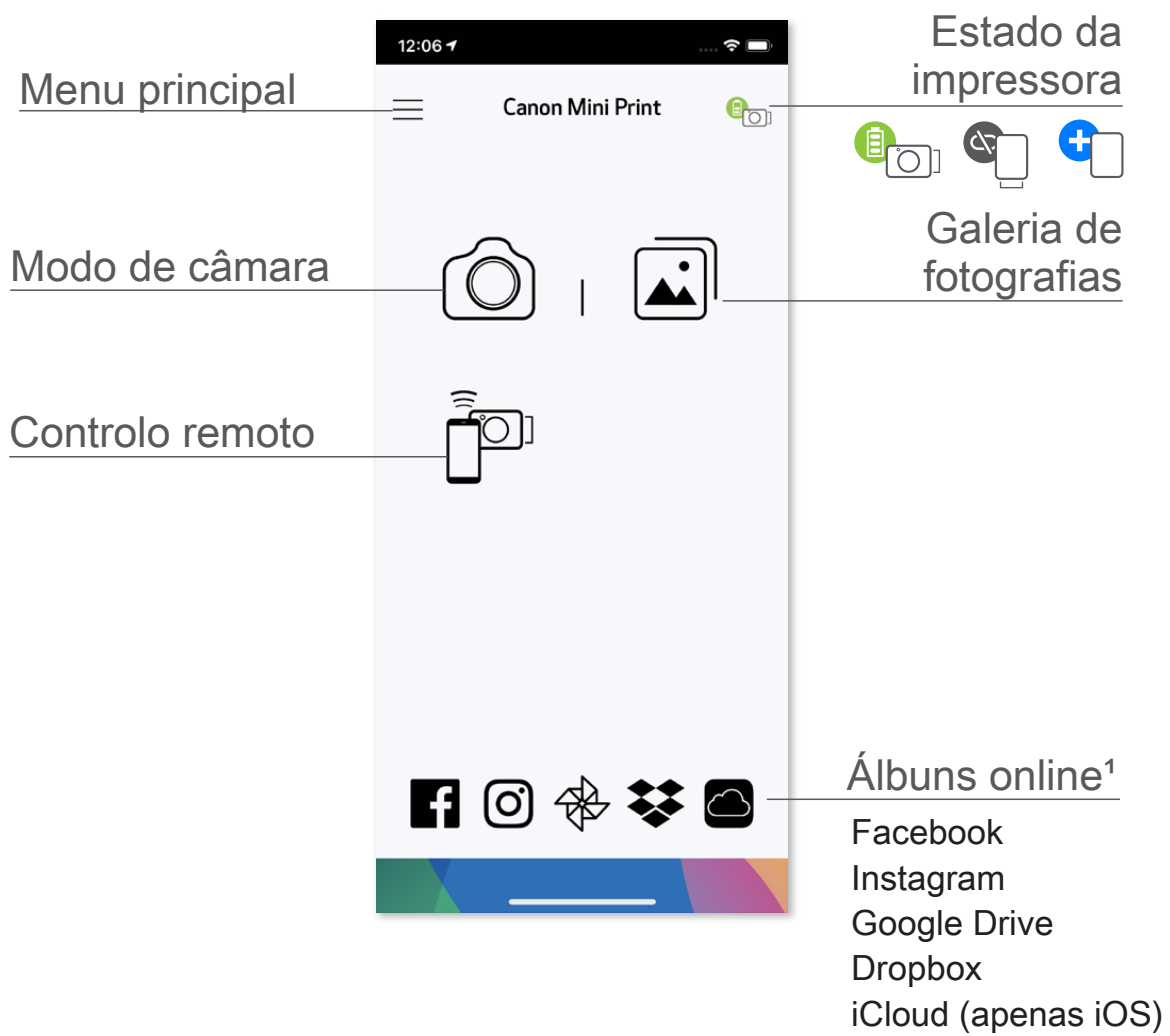 12:06
Estado da
impressora
Menu principal
Canon Mini Print
Galeria de
fotografias
Modo de câmara
Controlo remoto
Álbuns online¹
Facebook
Instagram
Google Drive
Dropbox
iCloud (apenas iOS)